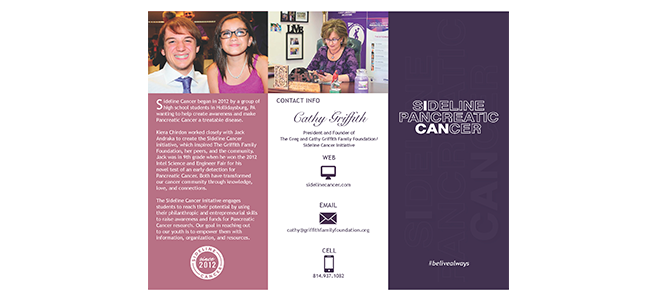 Sideline Cancer began in 2012 by a group of
high school students in Hollidaysburg, PA
wanting to help create awareness and make
Pancreatic Cancer a treatable disease.
Kiera Chirdon worked closely with Jack
Andraka to create the Sideline Cancer
Initiative, which inspired The Griffith Family
Foundation, her peers, and the community.
Jack was in 9th grade when he won the 2012
Intel Science and Engineer Fair for his
novel test of an early detection for
Pancreatic Cancer. Both have transformed
our cancer community through knowledge,
love, and connections.
The Sideline Cancer Initiative engages
students to reach their potential by using
their philanthropic and entrepreneurial skills
to raise awareness and funds for Pancreatic
Cancer research. Our goal in reaching out
to our youth is to empower them with
information, organization, and resources.
SIDELINE
since
2012
CANCER
LIVE
CONTACT INFO
Cathy Griffith
President and Founder of
The Greg and Cathy Griffith Family Foundation/
Sideline Cancer Initiative
WEB
sidelinecancer.com
EMAIL
cathy@griffithfamilyfoundation.org
CELL
814.937.1052
SIDELINE
PANCREATIC
CANCER
#belivealways